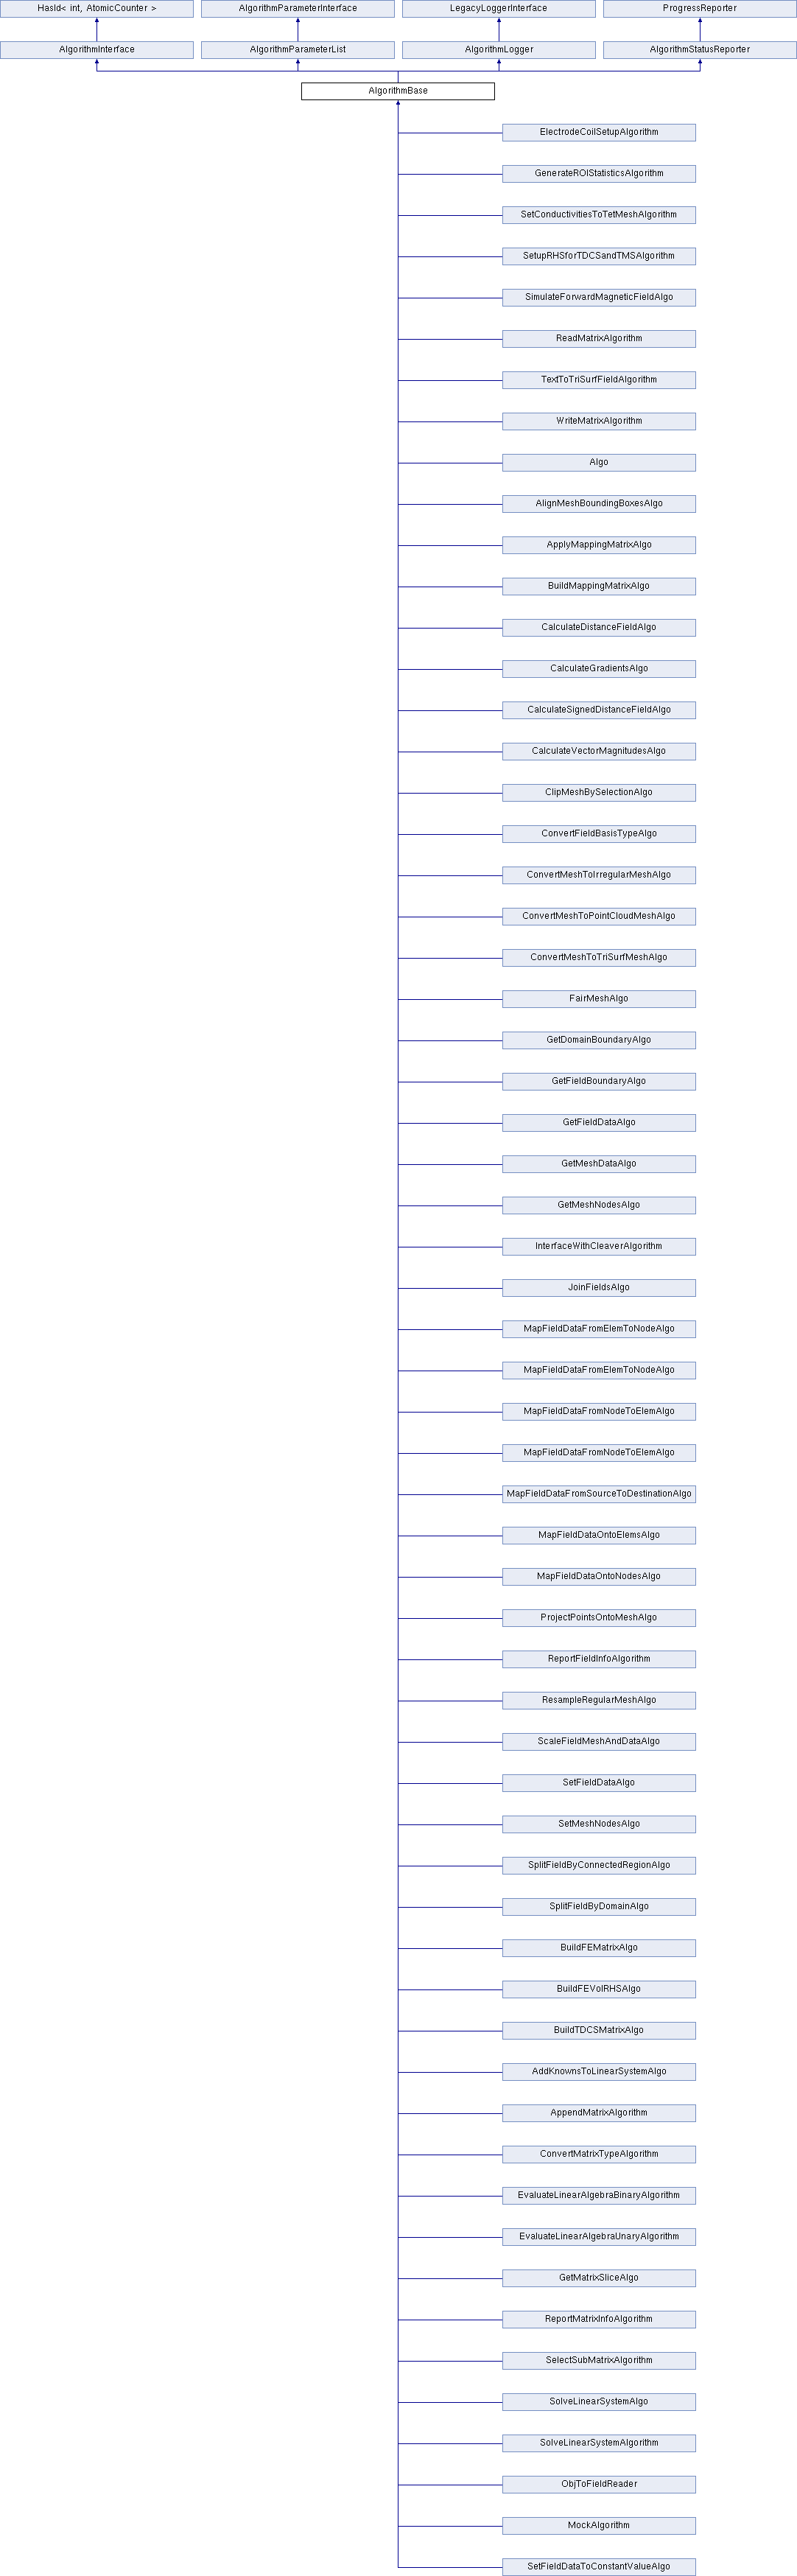 HasId< int, AtomicCounter >
AlgorithmParameterInterface
LegacyLoggerInterface
ProgressReporter
AlgorithmInterface
AlgorithmParameterList
AlgorithmLogger
AlgorithmStatusReporter
AlgorithmBase
ElectrodeCoilSetupAlgorithm
GenerateROIStatisticsAlgorithm
SetConductivitiesToTetMeshAlgorithm
SetupRHSforTDCSandTMSAlgorithm
SimulateForwardMagneticFieldAlgo
ReadMatrixAlgorithm
TextToTriSurfFieldAlgorithm
WriteMatrixAlgorithm
Algo
AlignMeshBoundingBoxesAlgo
ApplyMappingMatrixAlgo
BuildMappingMatrixAlgo
CalculateDistanceFieldAlgo
CalculateGradientsAlgo
CalculateSignedDistanceFieldAlgo
CalculateVectorMagnitudesAlgo
ClipMeshBySelectionAlgo
ConvertFieldBasisTypeAlgo
ConvertMeshToIrregularMeshAlgo
ConvertMeshToPointCloudMeshAlgo
ConvertMeshToTriSurfMeshAlgo
FairMeshAlgo
GetDomainBoundaryAlgo
GetFieldBoundaryAlgo
GetFieldDataAlgo
GetMeshDataAlgo
GetMeshNodesAlgo
InterfaceWithCleaverAlgorithm
JoinFieldsAlgo
MapFieldDataFromElemToNodeAlgo
MapFieldDataFromElemToNodeAlgo
MapFieldDataFromNodeToElemAlgo
MapFieldDataFromNodeToElemAlgo
MapFieldDataFromSourceToDestinationAlgo
MapFieldDataOntoElemsAlgo
MapFieldDataOntoNodesAlgo
ProjectPointsOntoMeshAlgo
ReportFieldInfoAlgorithm
ResampleRegularMeshAlgo
ScaleFieldMeshAndDataAlgo
SetFieldDataAlgo
SetMeshNodesAlgo
SplitFieldByConnectedRegionAlgo
SplitFieldByDomainAlgo
BuildFEMatrixAlgo
BuildFEVolRHSAlgo
BuildTDCSMatrixAlgo
AddKnownsToLinearSystemAlgo
AppendMatrixAlgorithm
ConvertMatrixTypeAlgorithm
EvaluateLinearAlgebraBinaryAlgorithm
EvaluateLinearAlgebraUnaryAlgorithm
GetMatrixSliceAlgo
ReportMatrixInfoAlgorithm
SelectSubMatrixAlgorithm
SolveLinearSystemAlgo
SolveLinearSystemAlgorithm
ObjToFieldReader
MockAlgorithm
SetFieldDataToConstantValueAlgo